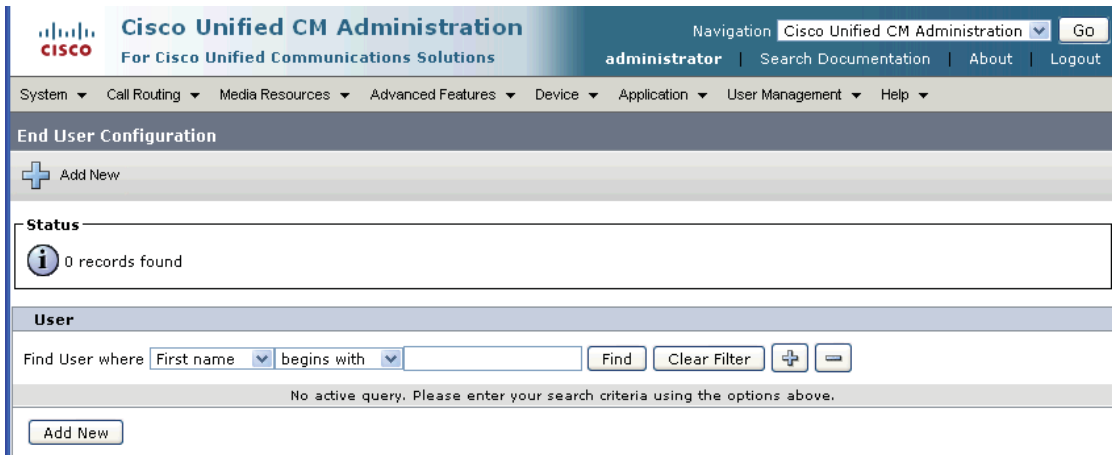 CISCO
Cisco Unified CM Administration
For Cisco Unified Communications Solutions
Navigation Cisco Unified CM Administration Go
administrator | Search Documentation | About | Logout
System Call Routing Media Resources Advanced Features Device Application User Management Help
End User Configuration
Add New
Status
i 0 records found
User
Find User where First name begins with Find Clear Filter
No active query. Please enter your search criteria using the options above.
Add New